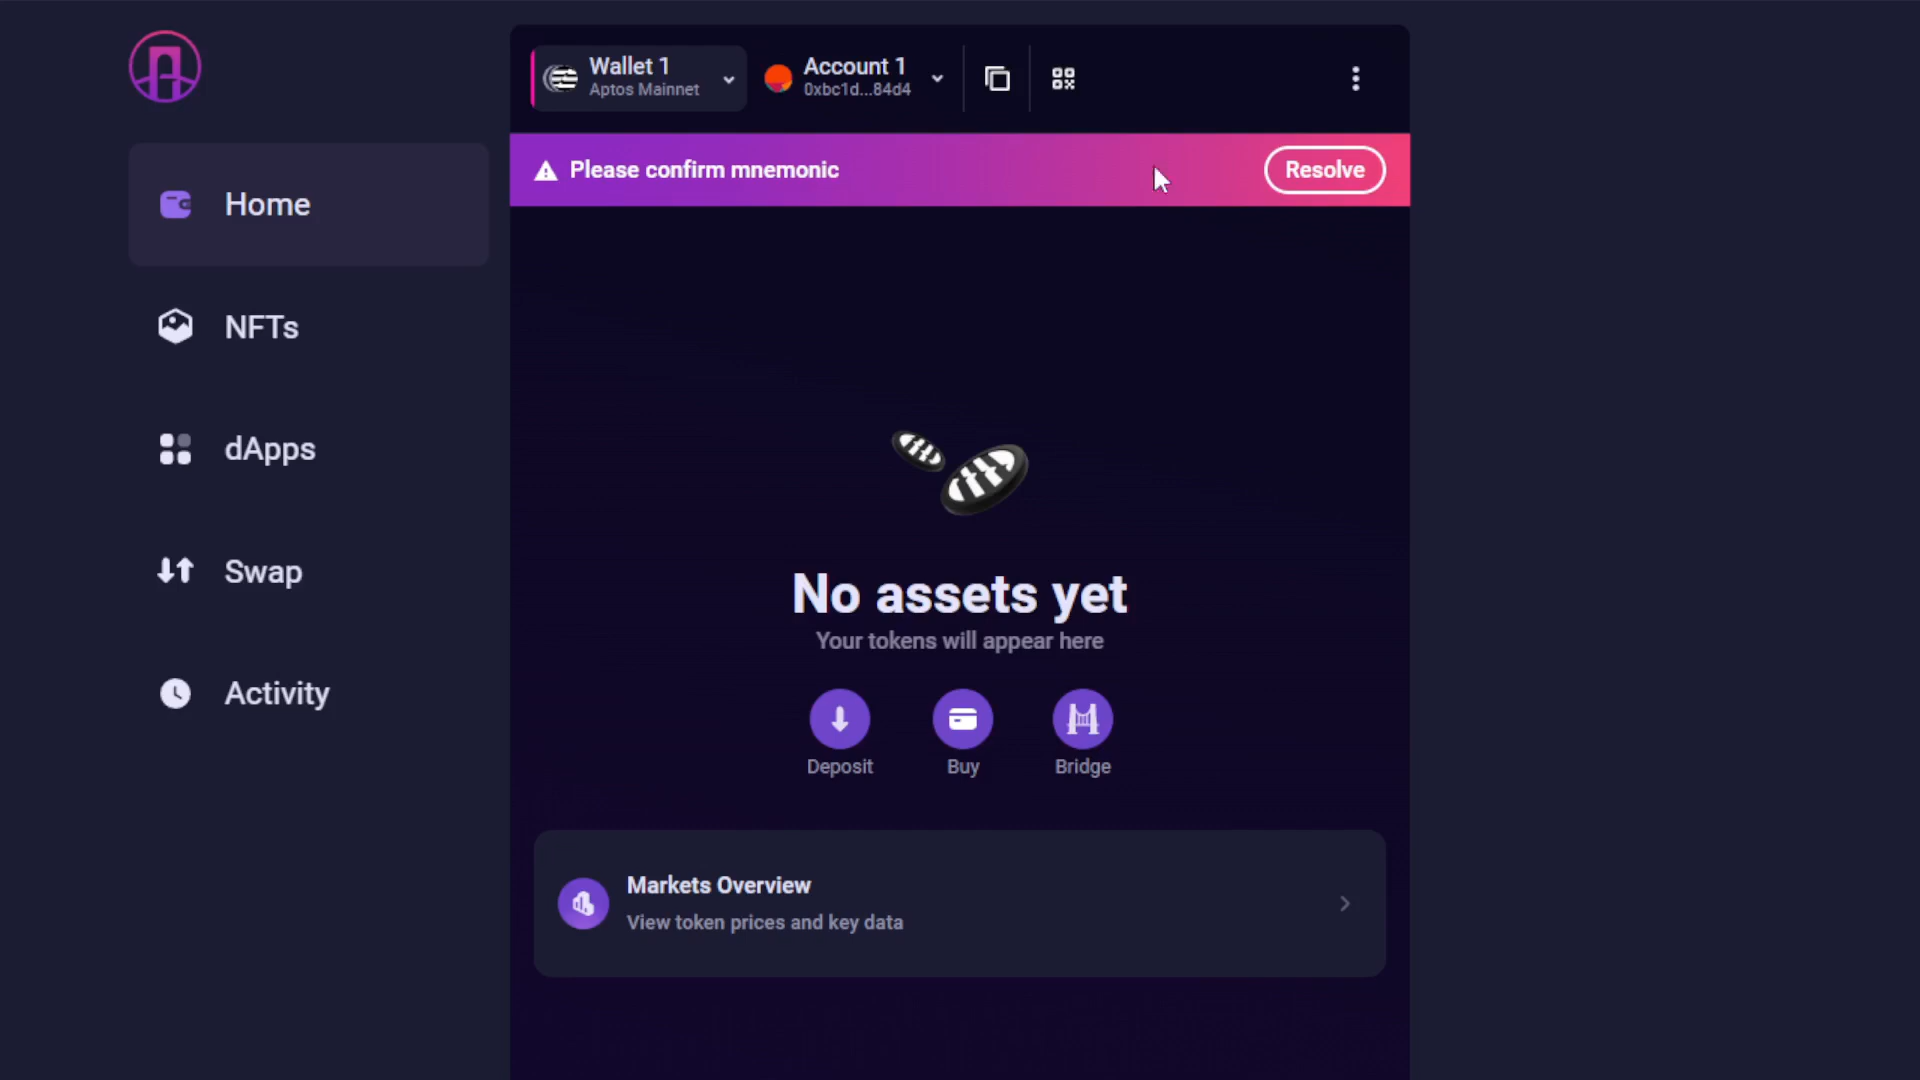 Wallet 1
Aptos Mainnet
Account 1
0xbc1d...84d4
Please confirm mnemonic
Resolve
Home
NFTs
dApps
Swap
Activity
No assets yet
Your tokens will appear here
Deposit
Buy
Bridge
Markets Overview
View token prices and key data